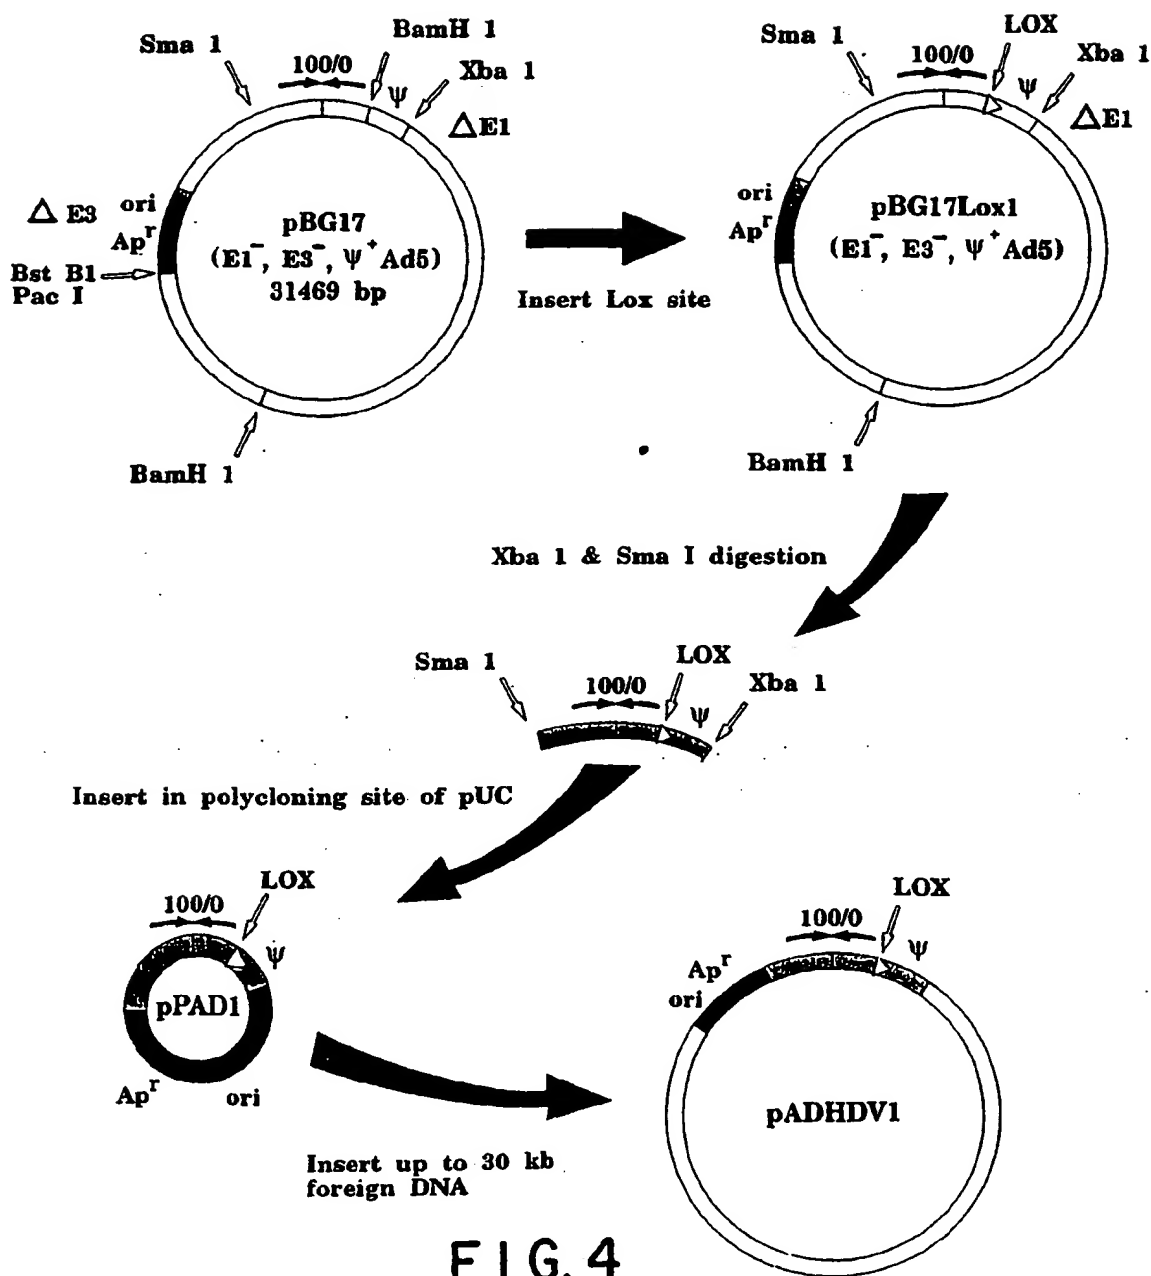 BamH 1
Sma 1
100/0
Xba 1
Ψ
△E1
△ E3
ori
Apʳ
Bst B1
Pac I
pBG17
(E1⁻, E3⁻, Ψ⁺ Ad5)
31469 bp
BamH 1
Insert Lox site
LOX
Sma 1
100/0
Xba 1
Ψ
△E1
ori
Apʳ
pBG17Lox1
(E1⁻, E3⁻, Ψ⁺ Ad5)
BamH 1
Xba 1 & Sma I digestion
Sma 1
LOX
100/0
Xba 1
Ψ
Insert in polycloning site of pUC
LOX
100/0
Ψ
pPAD1
Apʳ
ori
Insert up to 30 kb
foreign DNA
LOX
100/0
Ψ
Apʳ
ori
pADHDV1
FIG. 4